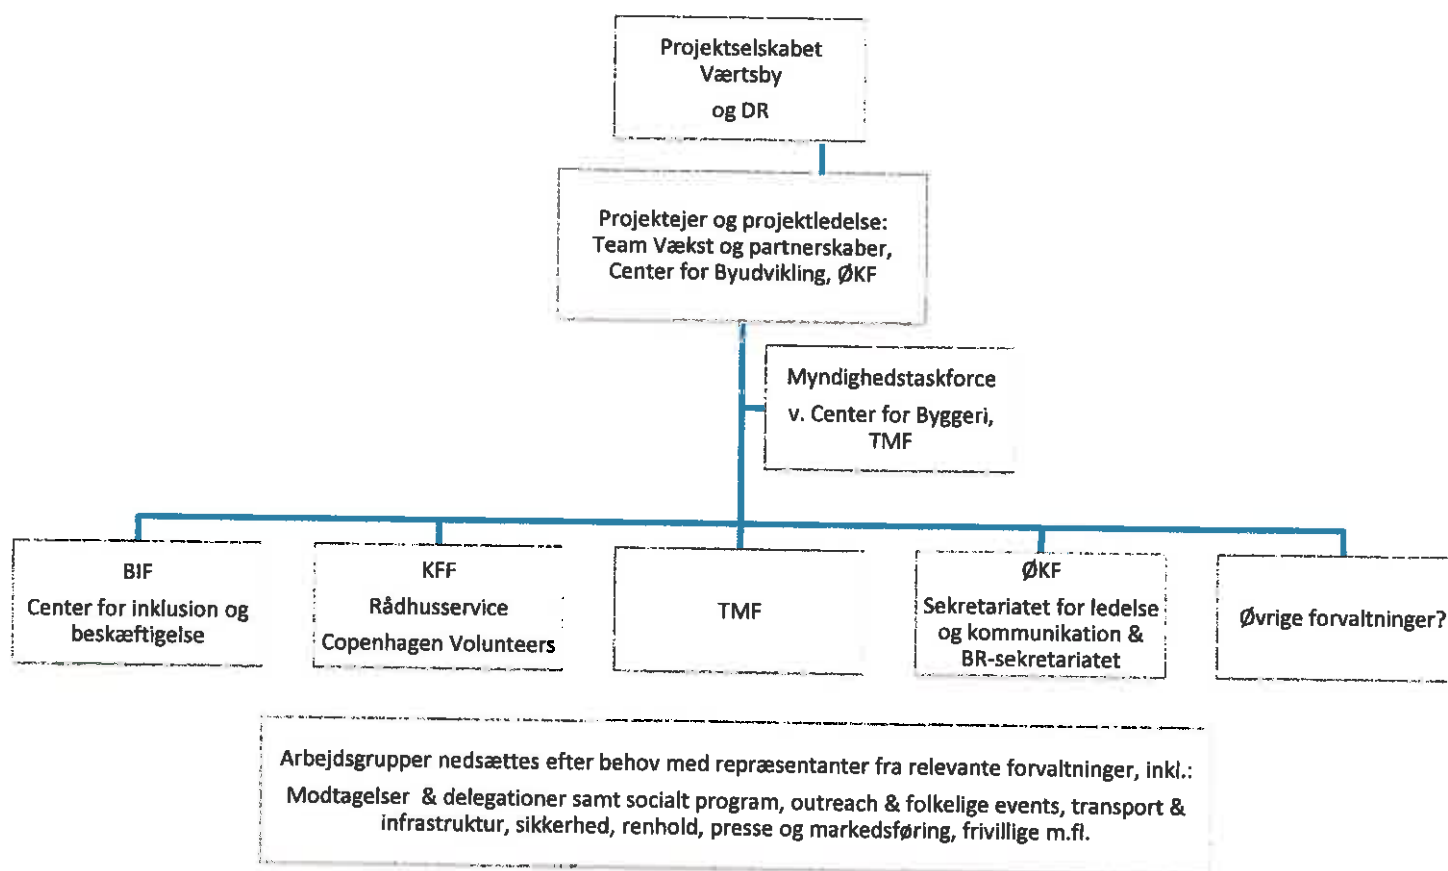 Projektselskabet
Værtsby
og DR
Projektejer og projektledelse:
Team Vækst og partnerskaber,
Center for Byudvikling, ØKF
Myndighedstaskforce
v. Center for Byggeri,
TMF
BIF
Center for inklusion og
beskæftigelse
KFF
Rådhusservice
Copenhagen Volunteers
TMF
ØKF
Sekretariatet for ledelse
og kommunikation &
BR-sekretariatet
Øvrige forvaltninger?
Arbejdsgrupper nedsættes efter behov med repræsentanter fra relevante forvaltninger, inkl.:
Modtagelser & delegationer samt socialt program, outreach & folkelige events, transport &
infrastruktur, sikkerhed, renhold, presse og markedsføring, frivillige m.fl.